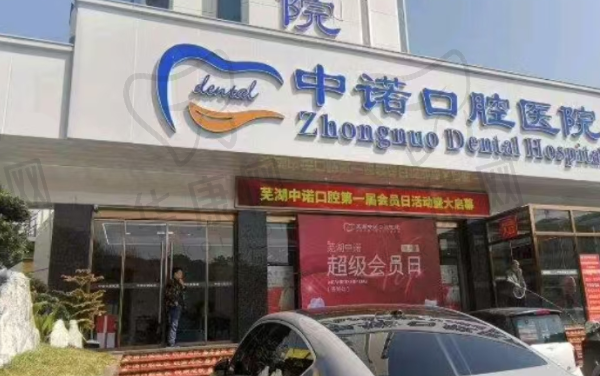 院
dental
中诺口腔医院
Zhongnuo Dental Hospital
芜湖中诺口腔第一届会员日活动盛大启幕
芜湖中诺
超级会员日